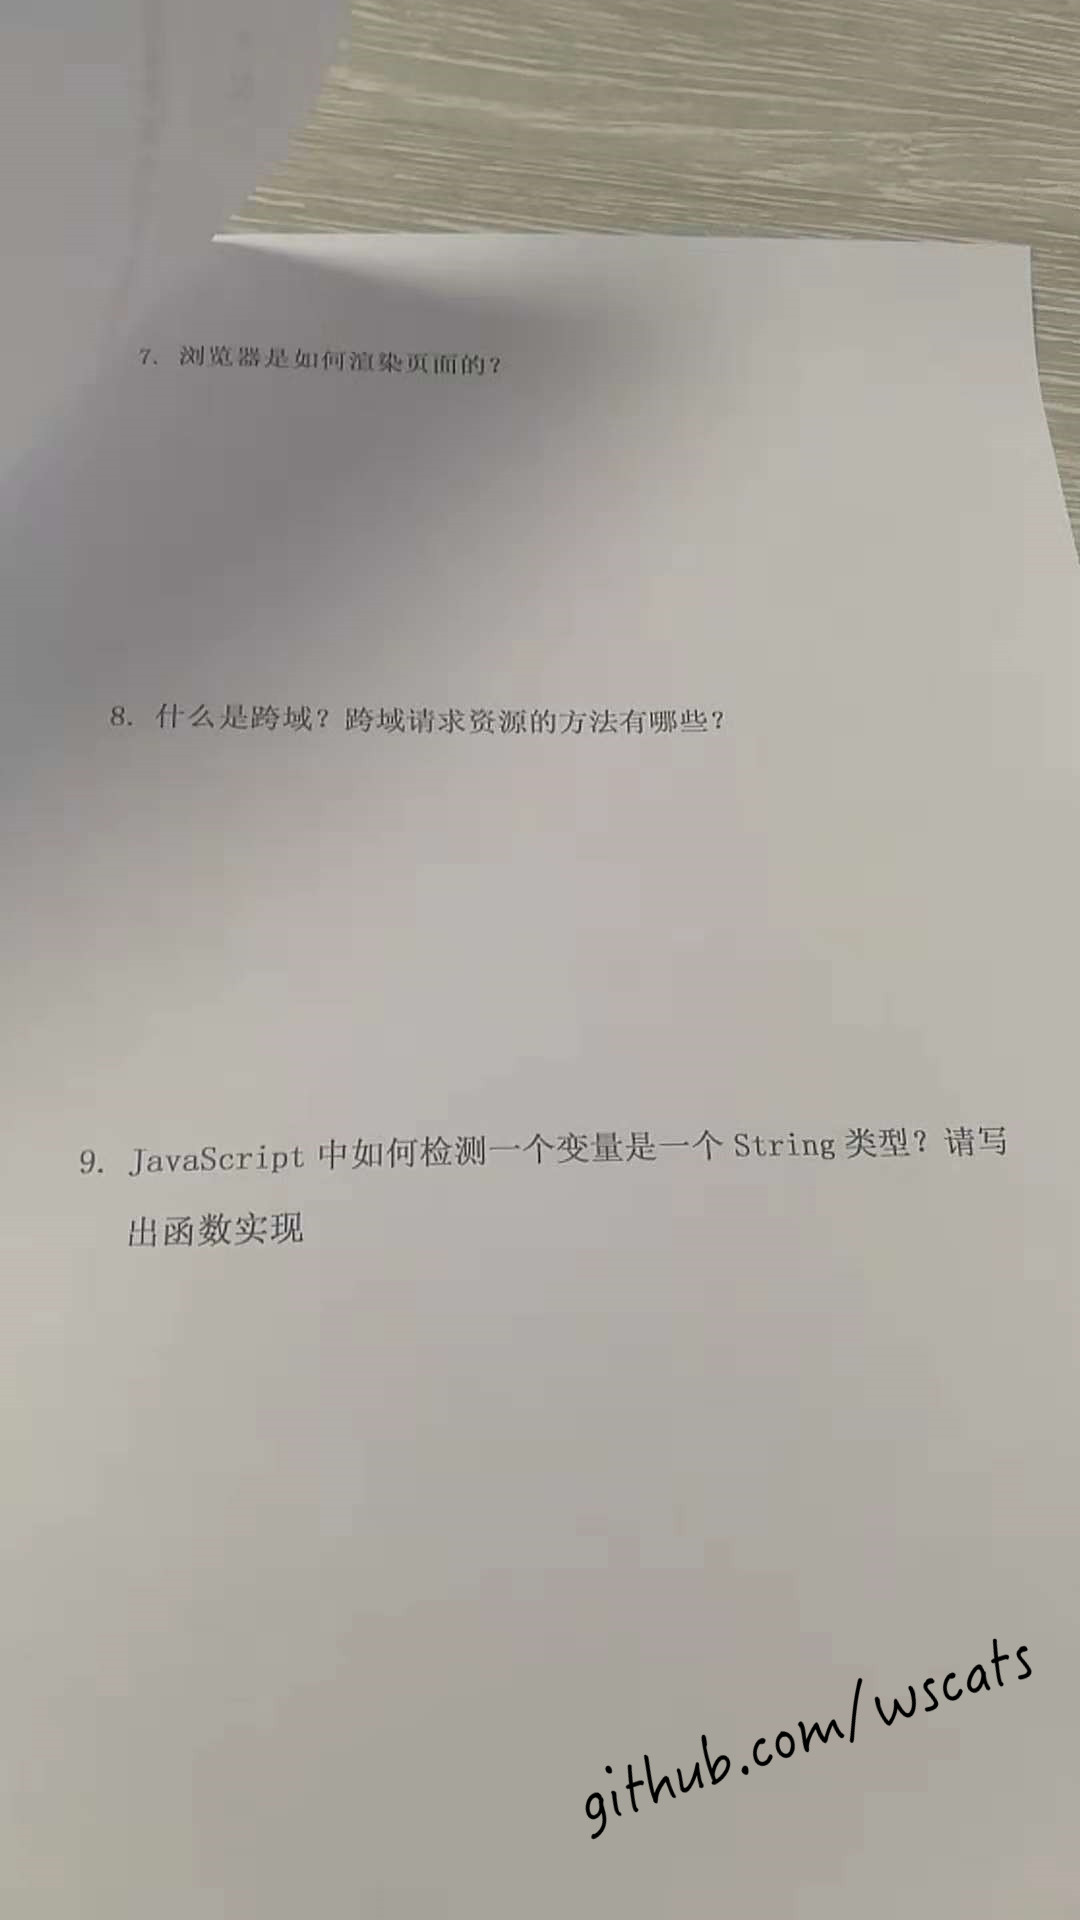 7. 浏览器是如何渲染页面的?
8. 什么是跨域? 跨域请求资源的方法有哪些?
9. JavaScript 中如何检测一个变量是一个 String 类型? 请写
出函数实现
github.com/wscats